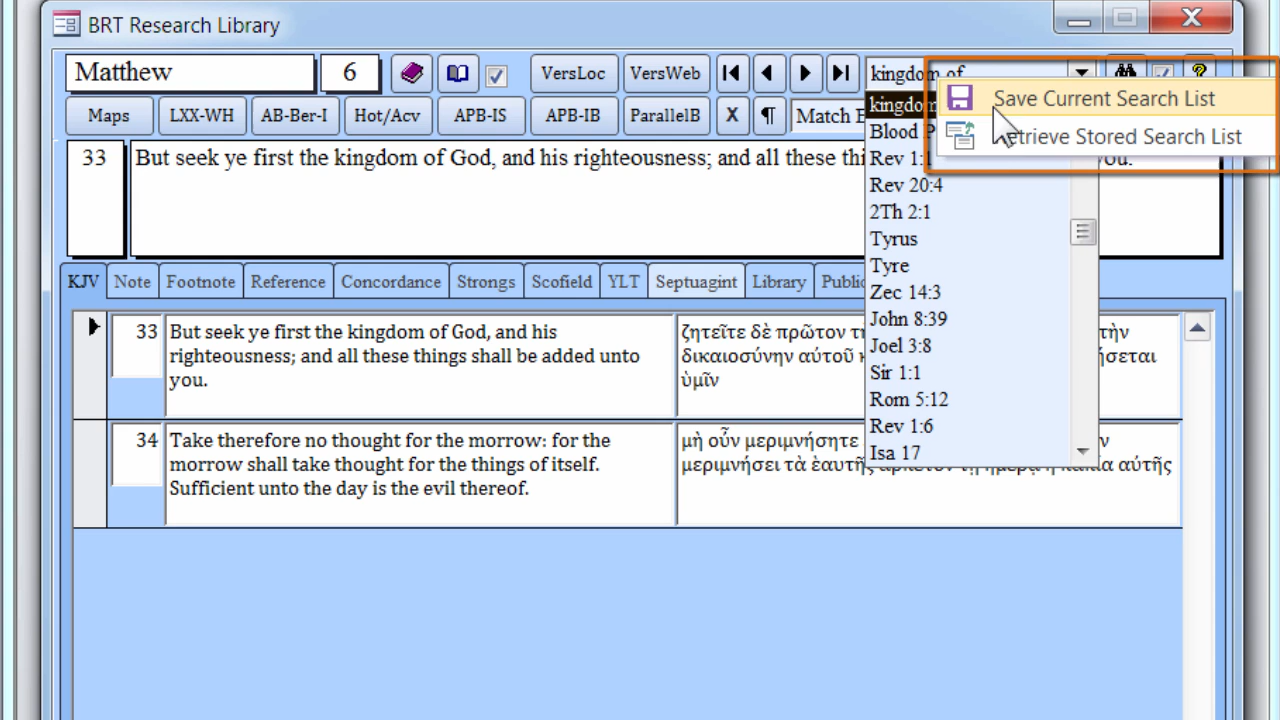 BRT Research Library
Matthew 6 VersLoc VersWeb kingdom of
Maps LXX-WH AB-Ber-I Hot/Acv APB-IS APB-IB ParallelB X ¶ Match
Save Current Search List
Retrieve Stored Search List
kingdom
Blood
Rev 1:1
Rev 20:4
2Th 2:1
Tyrus
Tyre
Zec 14:3
John 8:39
Joel 3:8
Sir 1:1
Rom 5:12
Rev 1:6
Isa 17
33 But seek ye first the kingdom of God, and his righteousness; and all these you.
KJV Note Footnote Reference Concordance Strongs Scofield YLT Septuagint Library
33 But seek ye first the kingdom of God, and his
righteousness; and all these things shall be added unto
you.
ζητεῖτε δὲ πρῶτον τὴν
δικαιοσύνην αὐτοῦ
ὑμῖν
34 Take therefore no thought for the morrow: for the
morrow shall take thought for the things of itself.
Sufficient unto the day is the evil thereof.
μὴ οὖν μεριμνήσητε
μεριμνήσει τὰ ἑαυτῆς ἀρκετὸν τῇ ἡμέρᾳ ἡ κακία αὐτῆς